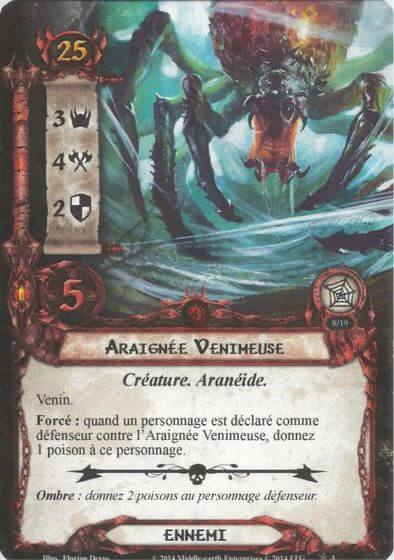 25
3
4
2
5
8/19
Araignée Venimeuse
Créature. Aranéide.
Venin.
Forcé : quand un personnage est déclaré comme
défenseur contre l'Araignée Venimeuse, donnez
1 poison à ce personnage.
Ombre : donnez 2 poisons au personnage défenseur.
ENNEMI
Illus. Florian Devos © 2014 Middle-earth Enterprises © 2014 FFG